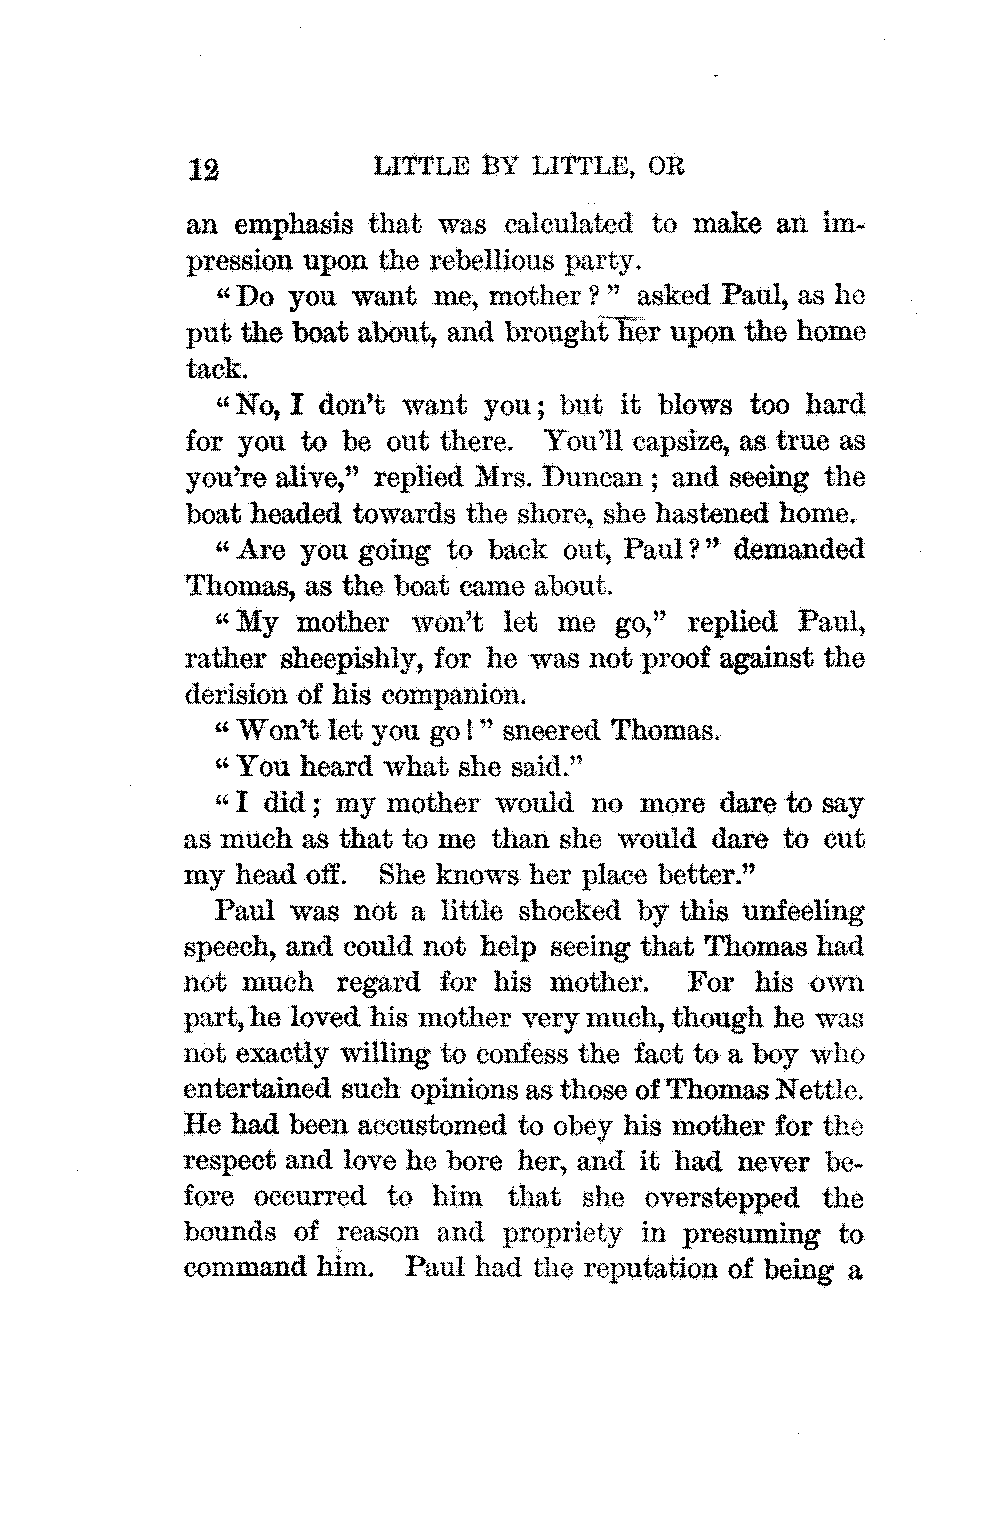 12 LITTLE BY LITTLE, OR
an emphasis that was calculated to make an im-
pression upon the rebellious party.
"Do you want me, mother?" asked Paul, as he
put the boat about, and brought her upon the home
tack.
"No, I don't want you; but it blows too hard
for you to be out there. You'll capsize, as true as
you're alive," replied Mrs. Duncan; and seeing the
boat headed towards the shore, she hastened home.
"Are you going to back out, Paul?" demanded
Thomas, as the boat came about.
"My mother won't let me go," replied Paul,
rather sheepishly, for he was not proof against the
derision of his companion.
"Won't let you go!" sneered Thomas.
"You heard what she said."
"I did; my mother would no more dare to say
as much as that to me than she would dare to cut
my head off. She knows her place better."
Paul was not a little shocked by this unfeeling
speech, and could not help seeing that Thomas had
not much regard for his mother. For his own
part, he loved his mother very much, though he was
not exactly willing to confess the fact to a boy who
entertained such opinions as those of Thomas Nettle.
He had been accustomed to obey his mother for the
respect and love he bore her, and it had never be-
fore occurred to him that she overstepped the
bounds of reason and propriety in presuming to
command him. Paul had the reputation of being a